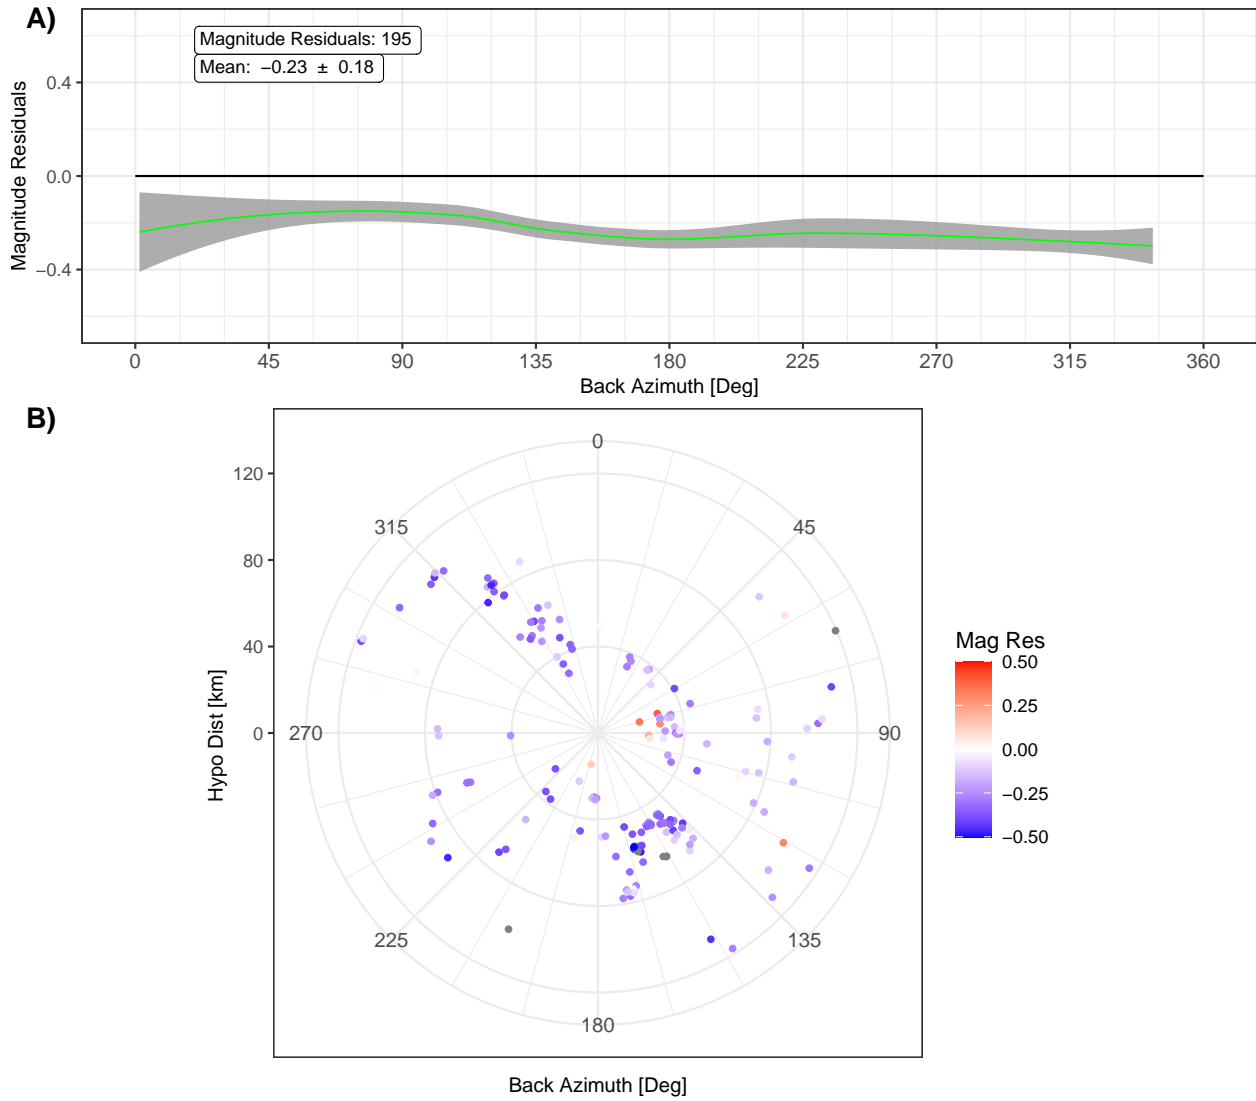 A)
Magnitude Residuals: 195
Mean: −0.23 ± 0.18
Magnitude Residuals
0.4
0.0
−0.4
0 45 90 135 180 225 270 315 360
Back Azimuth [Deg]
B)
Hypo Dist [km]
120
80
40
0
0
45
90
135
180
225
270
315
Back Azimuth [Deg]
Mag Res
0.50
0.25
0.00
−0.25
−0.50